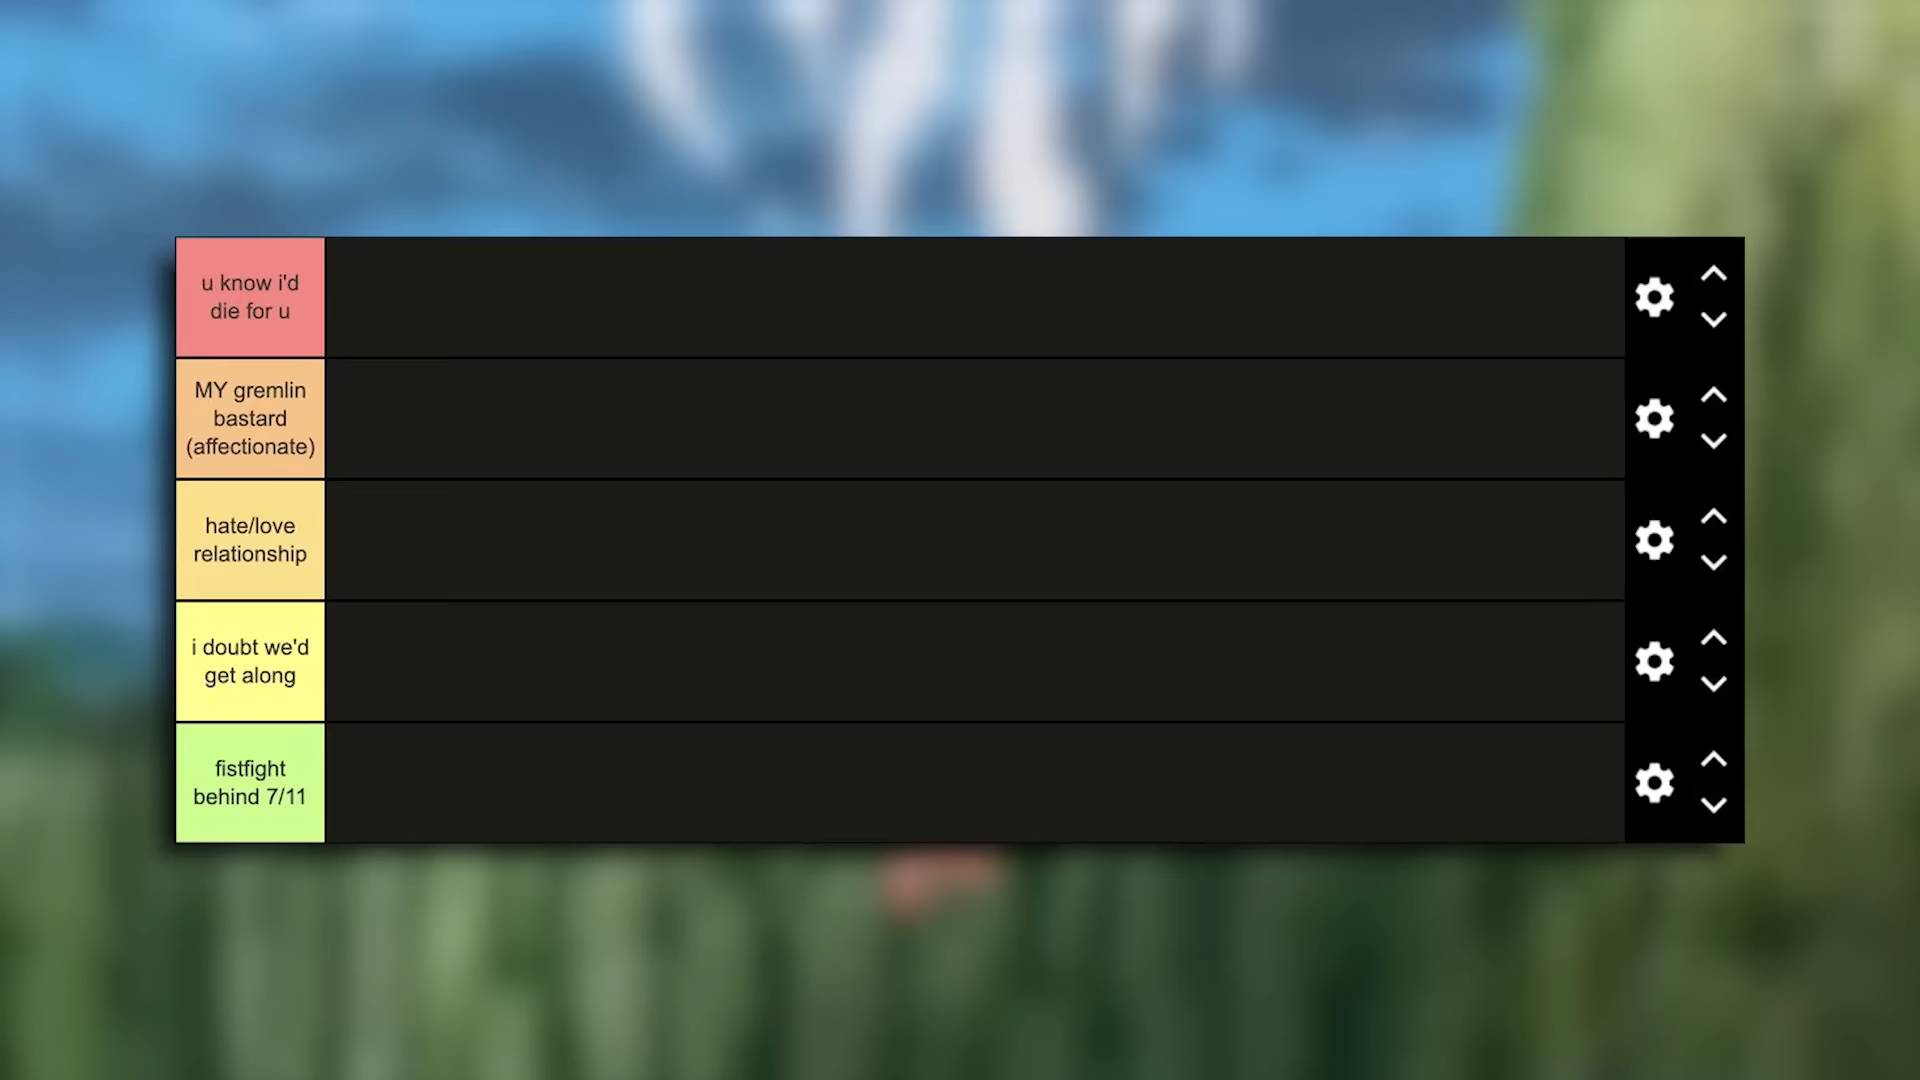 u know i'd
die for u
MY gremlin
bastard
(affectionate)
hate/love
relationship
i doubt we'd
get along
fistfight
behind 7/11